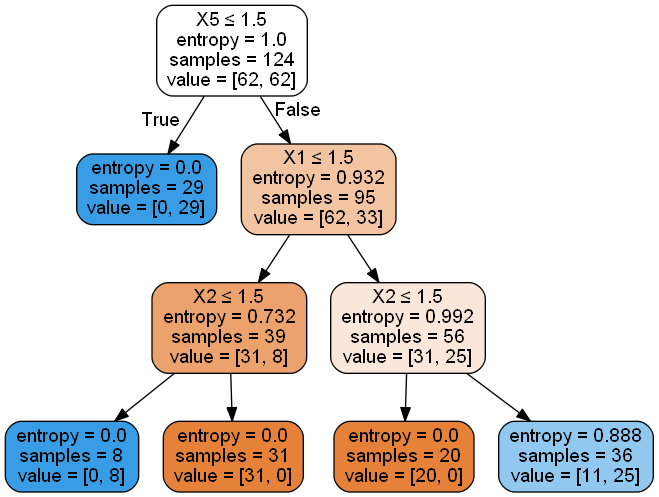 X5 ≤ 1.5
entropy = 1.0
samples = 124
value = [62, 62]
True
False
entropy = 0.0
samples = 29
value = [0, 29]
X1 ≤ 1.5
entropy = 0.932
samples = 95
value = [62, 33]
X2 ≤ 1.5
entropy = 0.732
samples = 39
value = [31, 8]
X2 ≤ 1.5
entropy = 0.992
samples = 56
value = [31, 25]
entropy = 0.0
samples = 8
value = [0, 8]
entropy = 0.0
samples = 31
value = [31, 0]
entropy = 0.0
samples = 20
value = [20, 0]
entropy = 0.888
samples = 36
value = [11, 25]